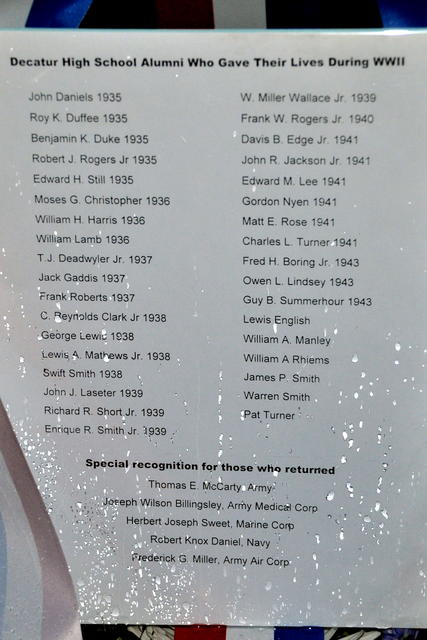 Decatur High School Alumni Who Gave Their Lives During WWII
John Daniels 1935
Roy K. Duffee 1935
Benjamin K. Duke 1935
Robert J. Rogers Jr 1935
Edward H. Still 1935
Moses G. Christopher 1936
William H. Harris 1936
William Lamb 1936
T.J. Deadwyler Jr. 1937
Jack Gaddis 1937
Frank Roberts 1937
C. Reynolds Clark Jr 1938
George Lewis 1938
Lewis A. Mathews Jr. 1938
Swift Smith 1938
John J. Laseter 1939
Richard R. Short Jr. 1939
Enrique R. Smith Jr. 1939
W. Miller Wallace Jr. 1939
Frank W. Rogers Jr. 1940
Davis B. Edge Jr. 1941
John R. Jackson Jr. 1941
Edward M. Lee 1941
Gordon Nyen 1941
Matt E. Rose 1941
Charles L. Turner 1941
Fred H. Boring Jr. 1943
Owen L. Lindsey 1943
Guy B. Summerhour 1943
Lewis English
William A. Manley
William A Rhiems
James P. Smith
Warren Smith
Pat Turner
Special recognition for those who returned
Thomas E. McCarty, Army
Joseph Wilson Billingsley, Army Medical Corp
Herbert Joseph Sweet, Marine Corp
Robert Knox Daniel, Navy
Frederick G. Miller, Army Air Corp